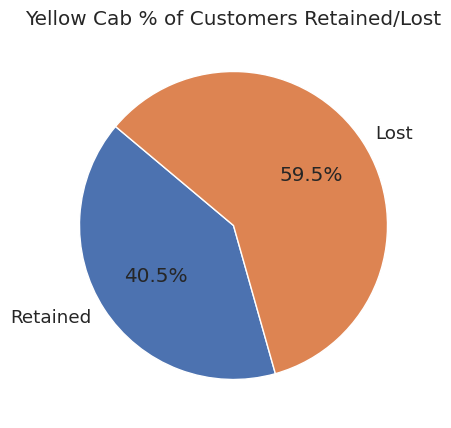 Yellow Cab % of Customers Retained/Lost
Lost
59.5%
40.5%
Retained